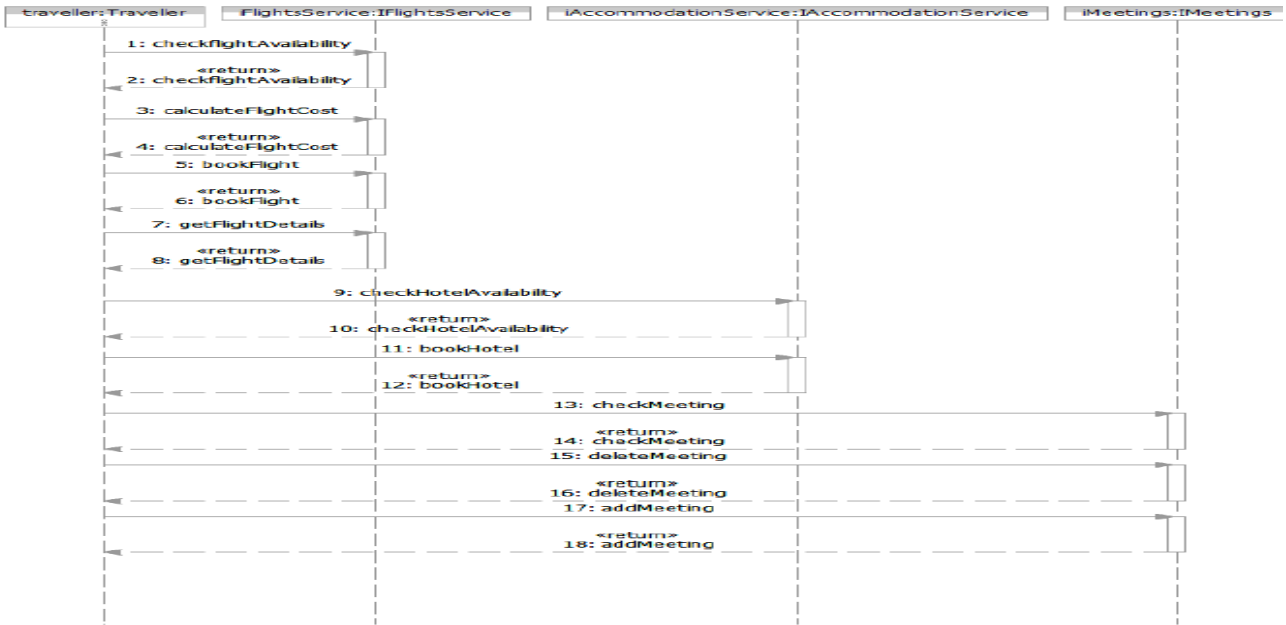 traveller:Traveller
iFlightsService:IFlightsService
iAccommodationService:IAccommodationService
iMeetings:IMeetings
1: checkflightAvailability
«return»
2: checkflightAvailability
3: calculateFlightCost
«return»
4: calculateFlightCost
5: bookFlight
«return»
6: bookFlight
7: getFlightDetails
«return»
8: getFlightDetails
9: checkHotelAvailability
«return»
10: checkHotelAvailability
11: bookHotel
«return»
12: bookHotel
13: checkMeeting
«return»
14: checkMeeting
15: deleteMeeting
«return»
16: deleteMeeting
17: addMeeting
«return»
18: addMeeting